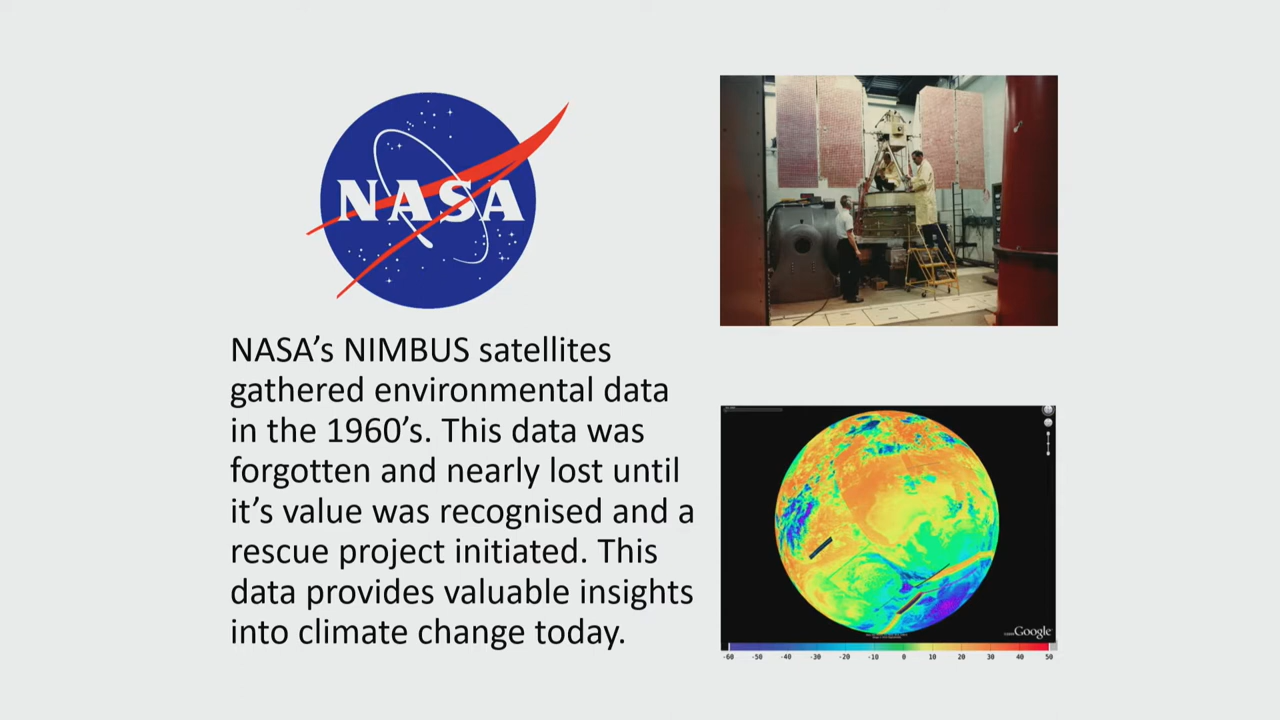 NASA
NASA’s NIMBUS satellites
gathered environmental data
in the 1960’s. This data was
forgotten and nearly lost until
it’s value was recognised and a
rescue project initiated. This
data provides valuable insights
into climate change today.
Google
-60 -50 -40 -30 -20 -10 0 10 20 30 40 50